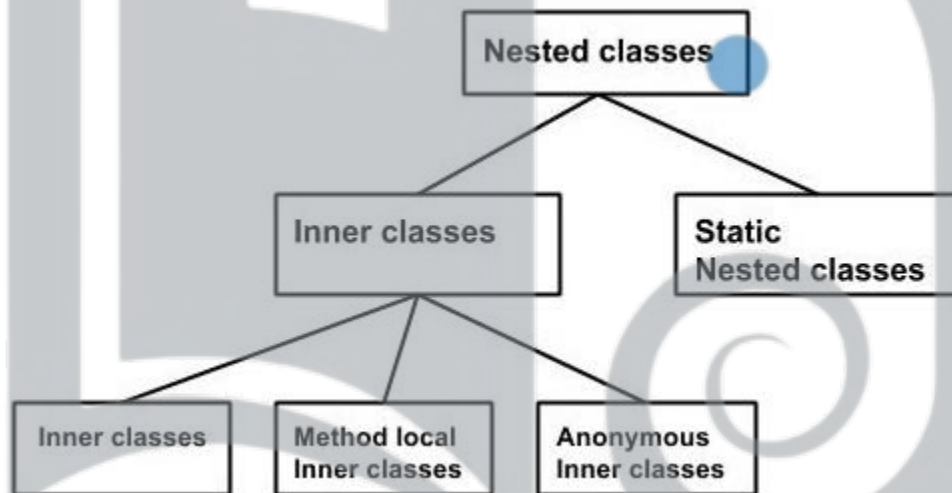 Nested classes
Inner classes
Static
Nested classes
Inner classes
Method local
Inner classes
Anonymous
Inner classes